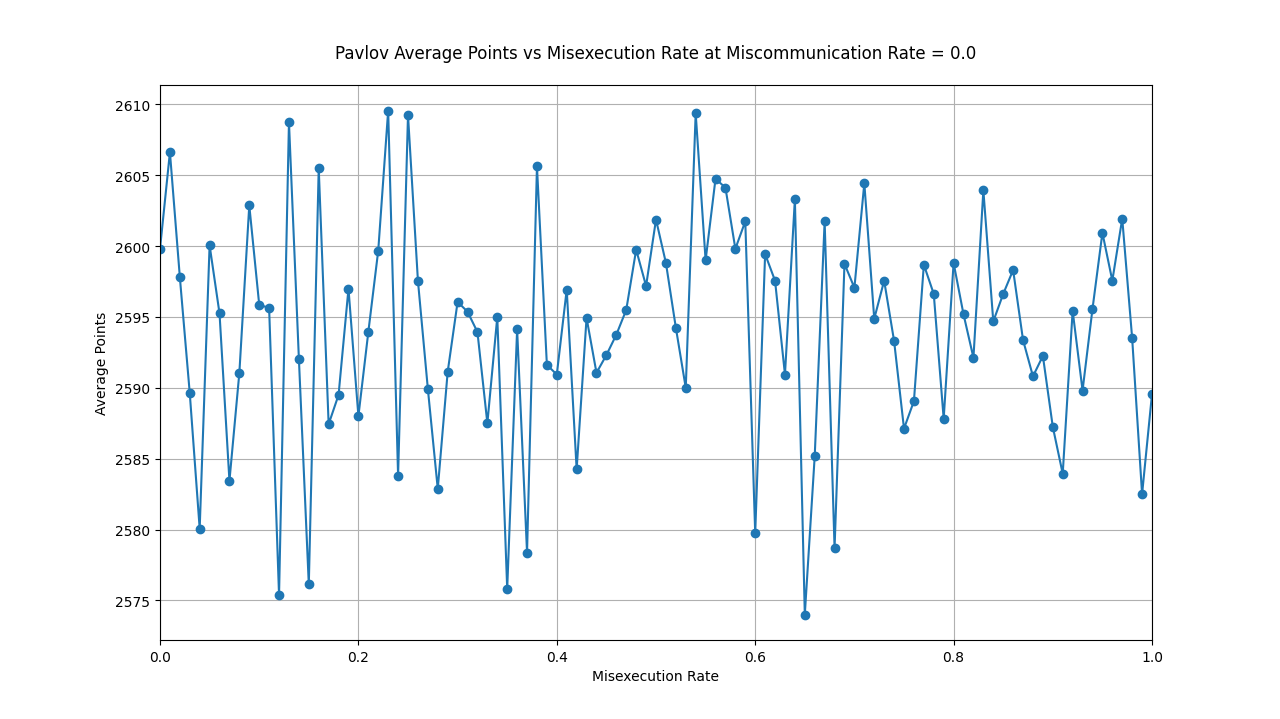 Pavlov Average Points vs Misexecution Rate at Miscommunication Rate = 0.0
Average Points
2610
2605
2600
2595
2590
2585
2580
2575
0.0 0.2 0.4 0.6 0.8 1.0
Misexecution Rate